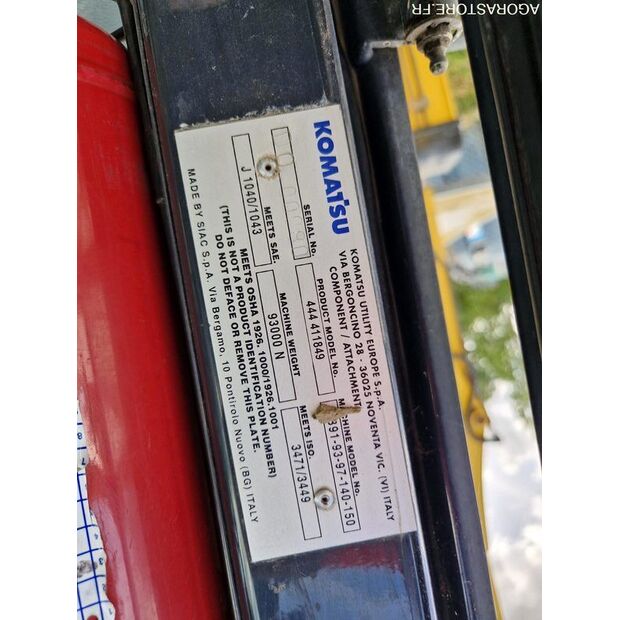 AGORASTORE.FR
KOMATSU
KOMATSU UTILITY EUROPE S.p.A.
VIA BERGONCINO 28 - 36025 NOVENTA VIC. (VI) ITALY
COMPONENT / ATTACHMENT
SERIAL No.
PRODUCT MODEL No.
444 411849
MACHINE MODEL No.
391-93-97-140-150
MEETS SAE.
J 1040/1043
MACHINE WEIGHT
93000 N
MEETS ISO.
3471/3449
MEETS OSHA 1926. 1000/1926.1001
(THIS IS NOT A PRODUCT IDENTIFICATION NUMBER)
DO NOT DEFACE OR REMOVE THIS PLATE.
MADE BY SIAC S.p.A. Via Bergamo, 10 Pontirolo Nuovo (BG) ITALY